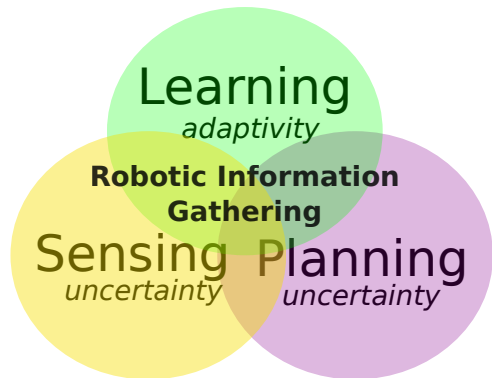 Learning
adaptivity
Robotic Information
Gathering
Sensing
uncertainty
Planning
uncertainty